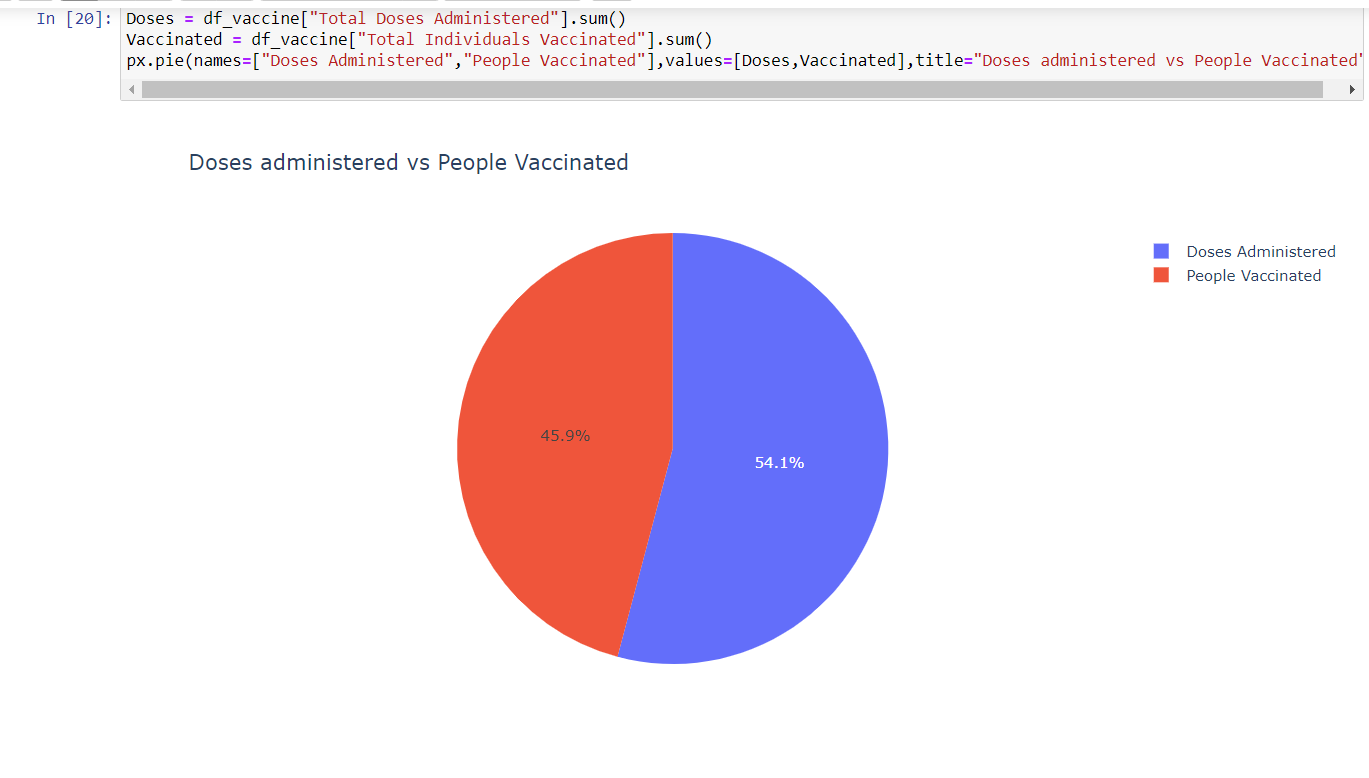 In [20]:
Doses = df_vaccine["Total Doses Administered"].sum()
Vaccinated = df_vaccine["Total Individuals Vaccinated"].sum()
px.pie(names=["Doses Administered","People Vaccinated"],values=[Doses,Vaccinated],title="Doses administered vs People Vaccinated"
Doses administered vs People Vaccinated
Doses Administered
People Vaccinated
45.9%
54.1%